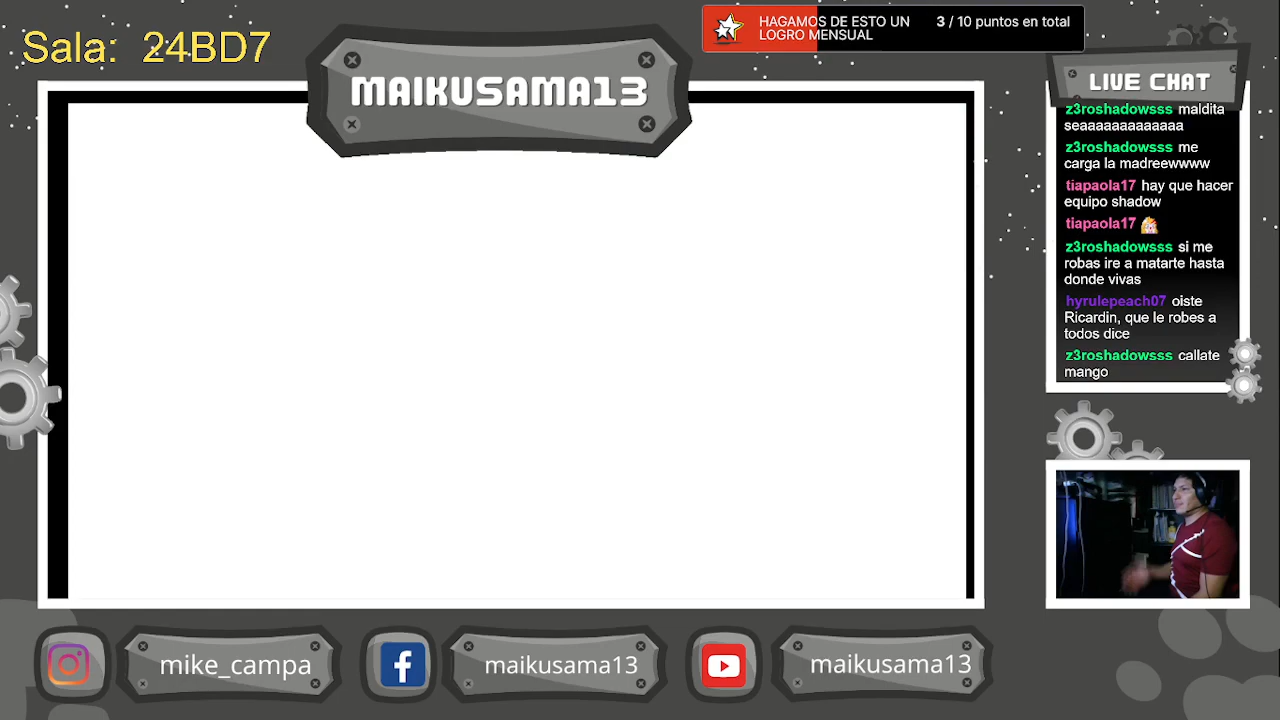 Sala: 24BD7
HAGAMOS DE ESTO UN
LOGRO MENSUAL
3 / 10 puntos en total
MAIKUSAMA13
LIVE CHAT
z3roshadowsss maldita
seaaaaaaaaaaaaa
z3roshadowsss me
carga la madreewwww
tiapaola17 hay que hacer
equipo shadow
tiapaola17
z3roshadowsss si me
robas ire a matarte hasta
donde vivas
hyrulepeach07 oiste
Ricardin, que le robes a
todos dice
z3roshadowsss callate
mango
mike_campa
maikusama13
maikusama13